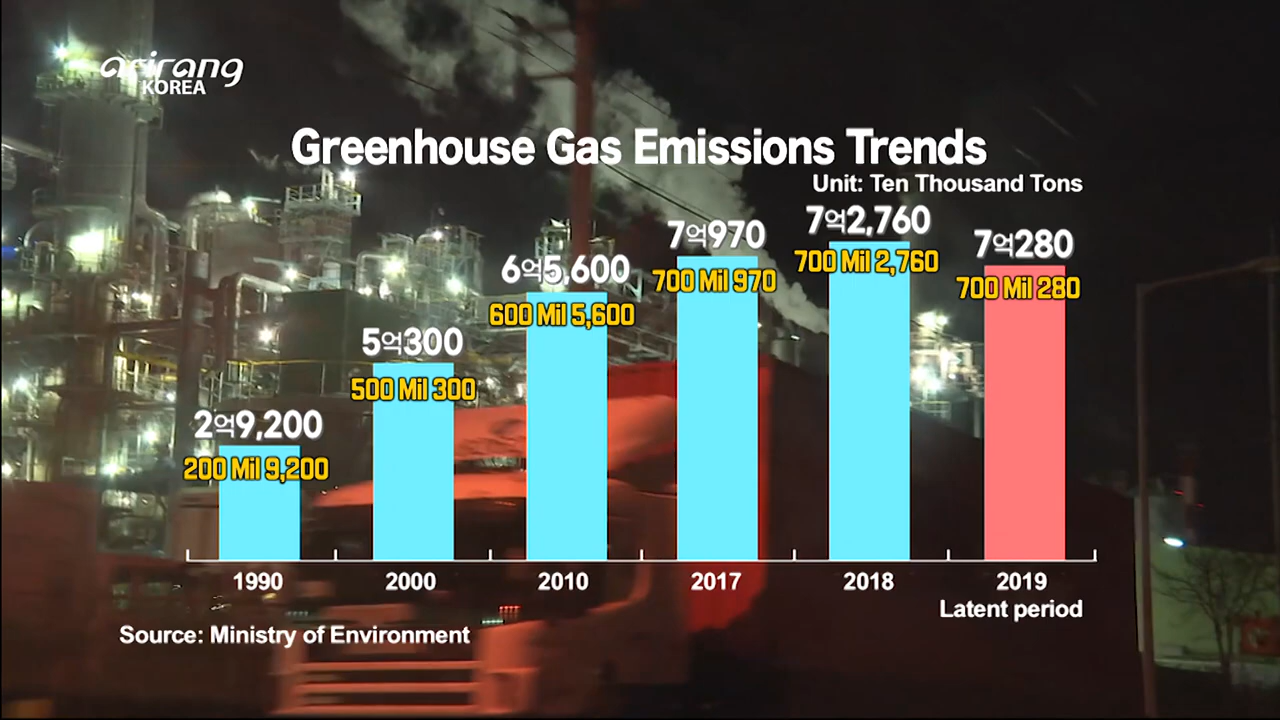 arirang
KOREA
Greenhouse Gas Emissions Trends
Unit: Ten Thousand Tons
2억9,200
200 Mil 9,200
5억300
500 Mil 300
6억5,600
600 Mil 5,600
7억970
700 Mil 970
7억2,760
700 Mil 2,760
7억280
700 Mil 280
1990
2000
2010
2017
2018
2019
Latent period
Source: Ministry of Environment